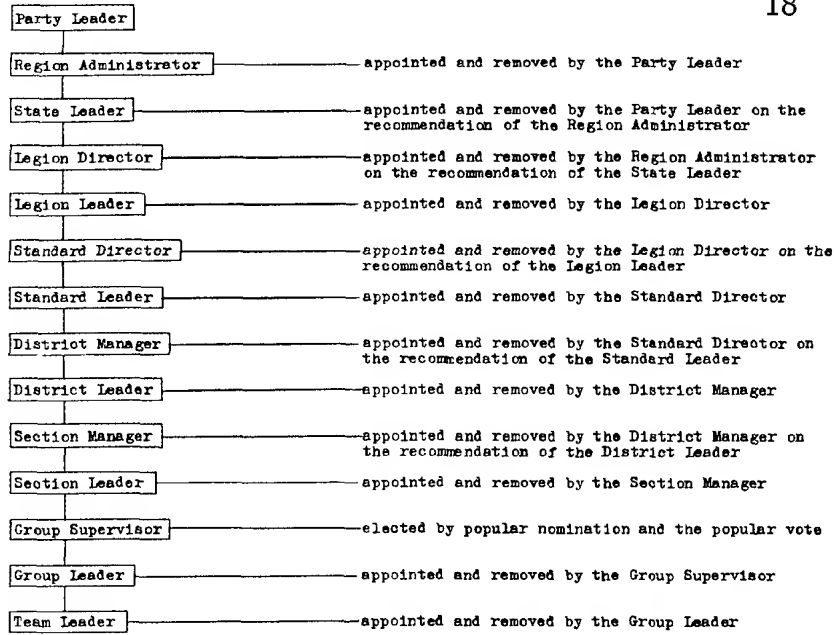 18
Party Leader
Region Administrator appointed and removed by the Party Leader
State Leader appointed and removed by the Party Leader on the
recommendation of the Region Administrator
Legion Director appointed and removed by the Region Administrator
on the recommendation of the State Leader
Legion Leader appointed and removed by the Legion Director
Standard Director appointed and removed by the Legion Director on the
recommendation of the Legion Leader
Standard Leader appointed and removed by the Standard Director
District Manager appointed and removed by the Standard Director on
the recommendation of the Standard Leader
District Leader appointed and removed by the District Manager
Section Manager appointed and removed by the District Manager on
the recommendation of the District Leader
Section Leader appointed and removed by the Section Manager
Group Supervisor elected by popular nomination and the popular vote
Group Leader appointed and removed by the Group Supervisor
Team Leader appointed and removed by the Group Leader